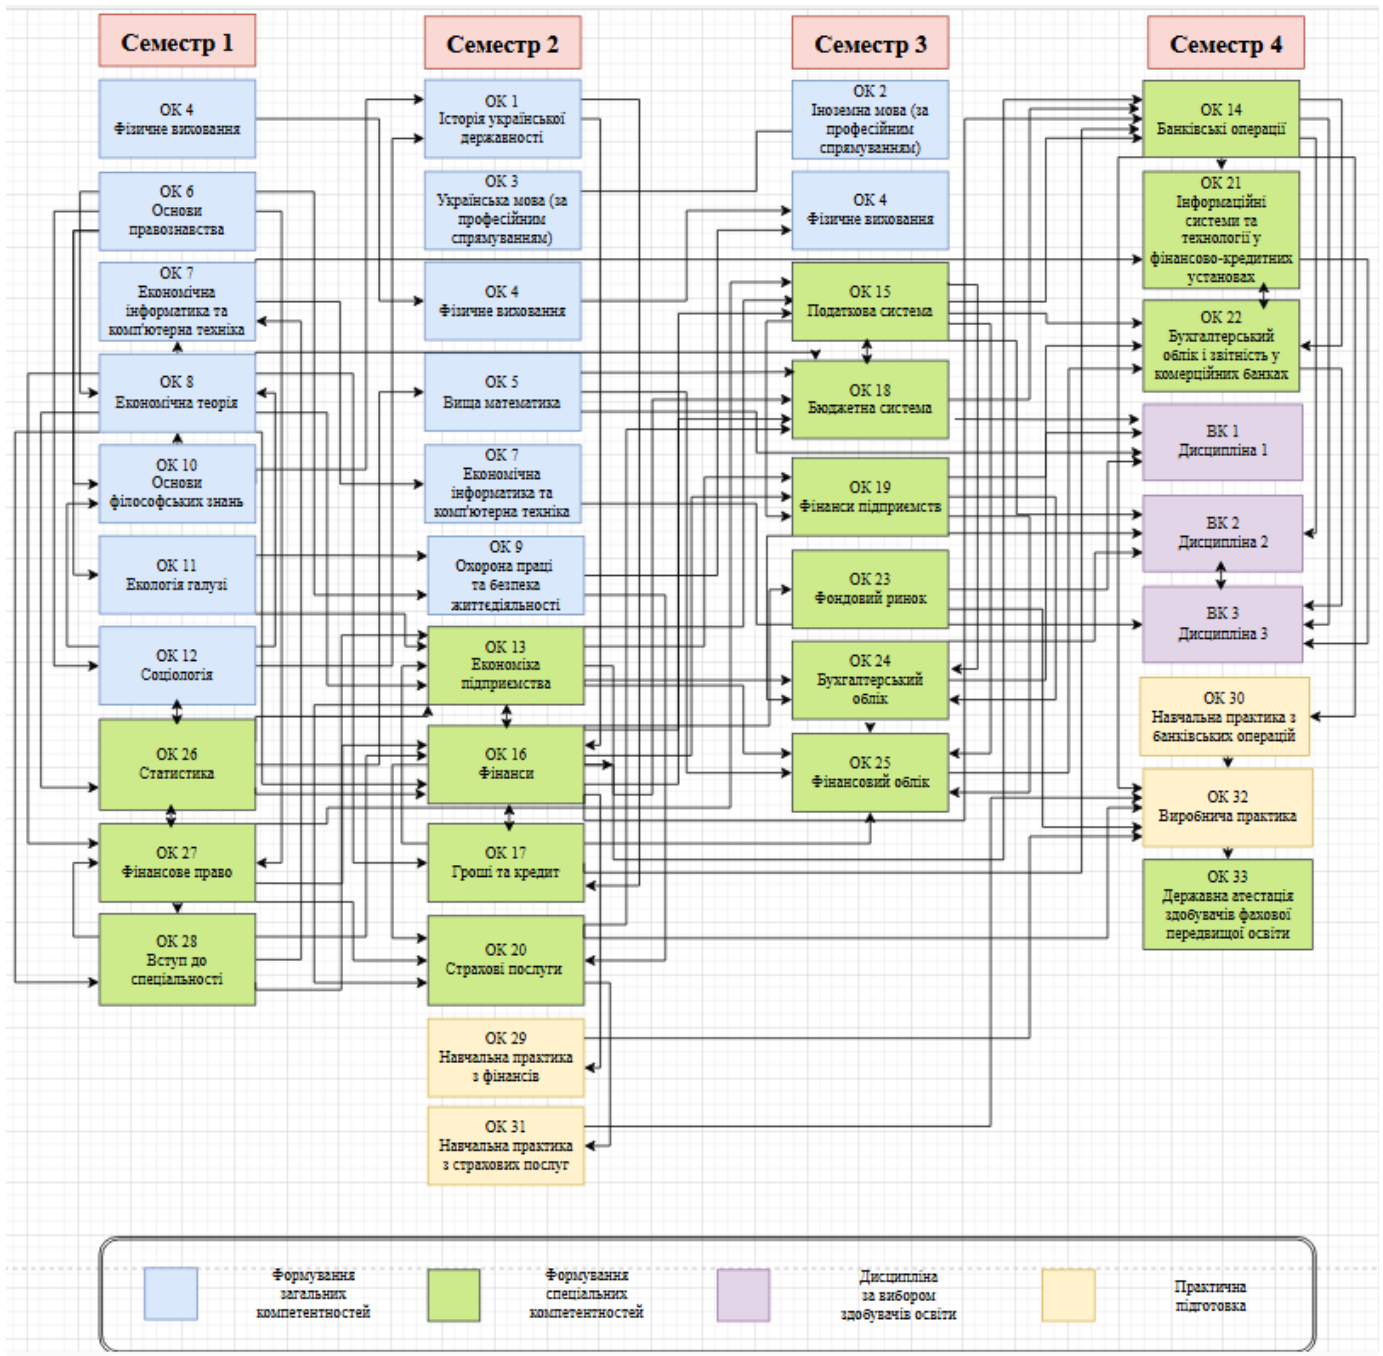 Семестр 1
ОК 4
Фізичне виховання
ОК 6
Основи
правознавства
ОК 7
Економічна
інформатика та
комп'ютерна техніка
ОК 8
Економічна теорія
ОК 10
Основи
філософських знань
ОК 11
Екологія галузі
ОК 12
Соціологія
ОК 26
Статистика
ОК 27
Фінансове право
ОК 28
Вступ до
спеціальності
Семестр 2
ОК 1
Історія української
державності
ОК 3
Українська мова (за
професійним
спрямуванням)
ОК 4
Фізичне виховання
ОК 5
Вища математика
ОК 7
Економічна
інформатика та
комп'ютерна техніка
ОК 9
Охорона праці
та безпека
життєдіяльності
ОК 13
Економіка
підприємства
ОК 16
Фінанси
ОК 17
Гроші та кредит
ОК 20
Страхові послуги
ОК 29
Навчальна практика
з фінансів
ОК 31
Навчальна практика
з страхових послуг
Семестр 3
ОК 2
Іноземна мова (за
професійним
спрямуванням)
ОК 4
Фізичне виховання
ОК 15
Податкова система
ОК 18
Бюджетна система
ОК 19
Фінанси підприємств
ОК 23
Фондовий ринок
ОК 24
Бухгалтерський
облік
ОК 25
Фінансовий облік
Семестр 4
ОК 14
Банківські операції
ОК 21
Інформаційні
системи та
технології у
фінансово-кредитних
установах
ОК 22
Бухгалтерський
облік і звітність у
комерційних банках
ВК 1
Дисципліна 1
ВК 2
Дисципліна 2
ВК 3
Дисципліна 3
ОК 30
Навчальна практика з
банківських операцій
ОК 32
Виробнича практика
ОК 33
Державна атестація
здобувачів фахової
передвищої освіти
Формування
загальних
компетентностей
Формування
спеціальних
компетентностей
Дисципліна
за вибором
здобувачів освіти
Практична
підготовка